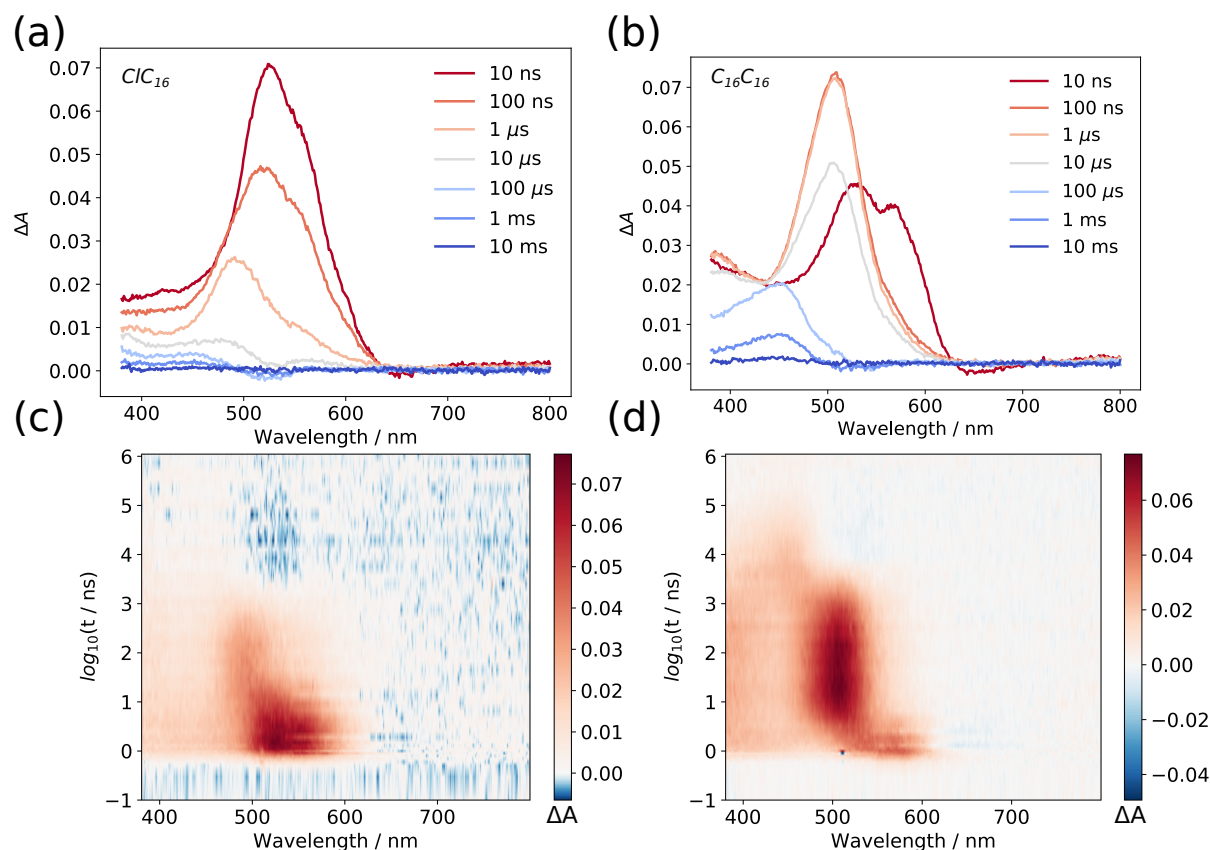 (a)
ClC16
0.07
0.06
0.05
0.04
0.03
0.02
0.01
0.00
ΔA
400 500 600 700 800
Wavelength / nm
10 ns
100 ns
1 μs
10 μs
100 μs
1 ms
10 ms
(b)
C16C16
0.07
0.06
0.05
0.04
0.03
0.02
0.01
0.00
ΔA
400 500 600 700 800
Wavelength / nm
10 ns
100 ns
1 μs
10 μs
100 μs
1 ms
10 ms
(c)
6
5
4
3
2
1
0
−1
log10(t / ns)
400 500 600 700
Wavelength / nm
0.07
0.06
0.05
0.04
0.03
0.02
0.01
0.00
ΔA
(d)
6
5
4
3
2
1
0
−1
log10(t / ns)
400 500 600 700
Wavelength / nm
0.06
0.04
0.02
0.00
−0.02
−0.04
ΔA